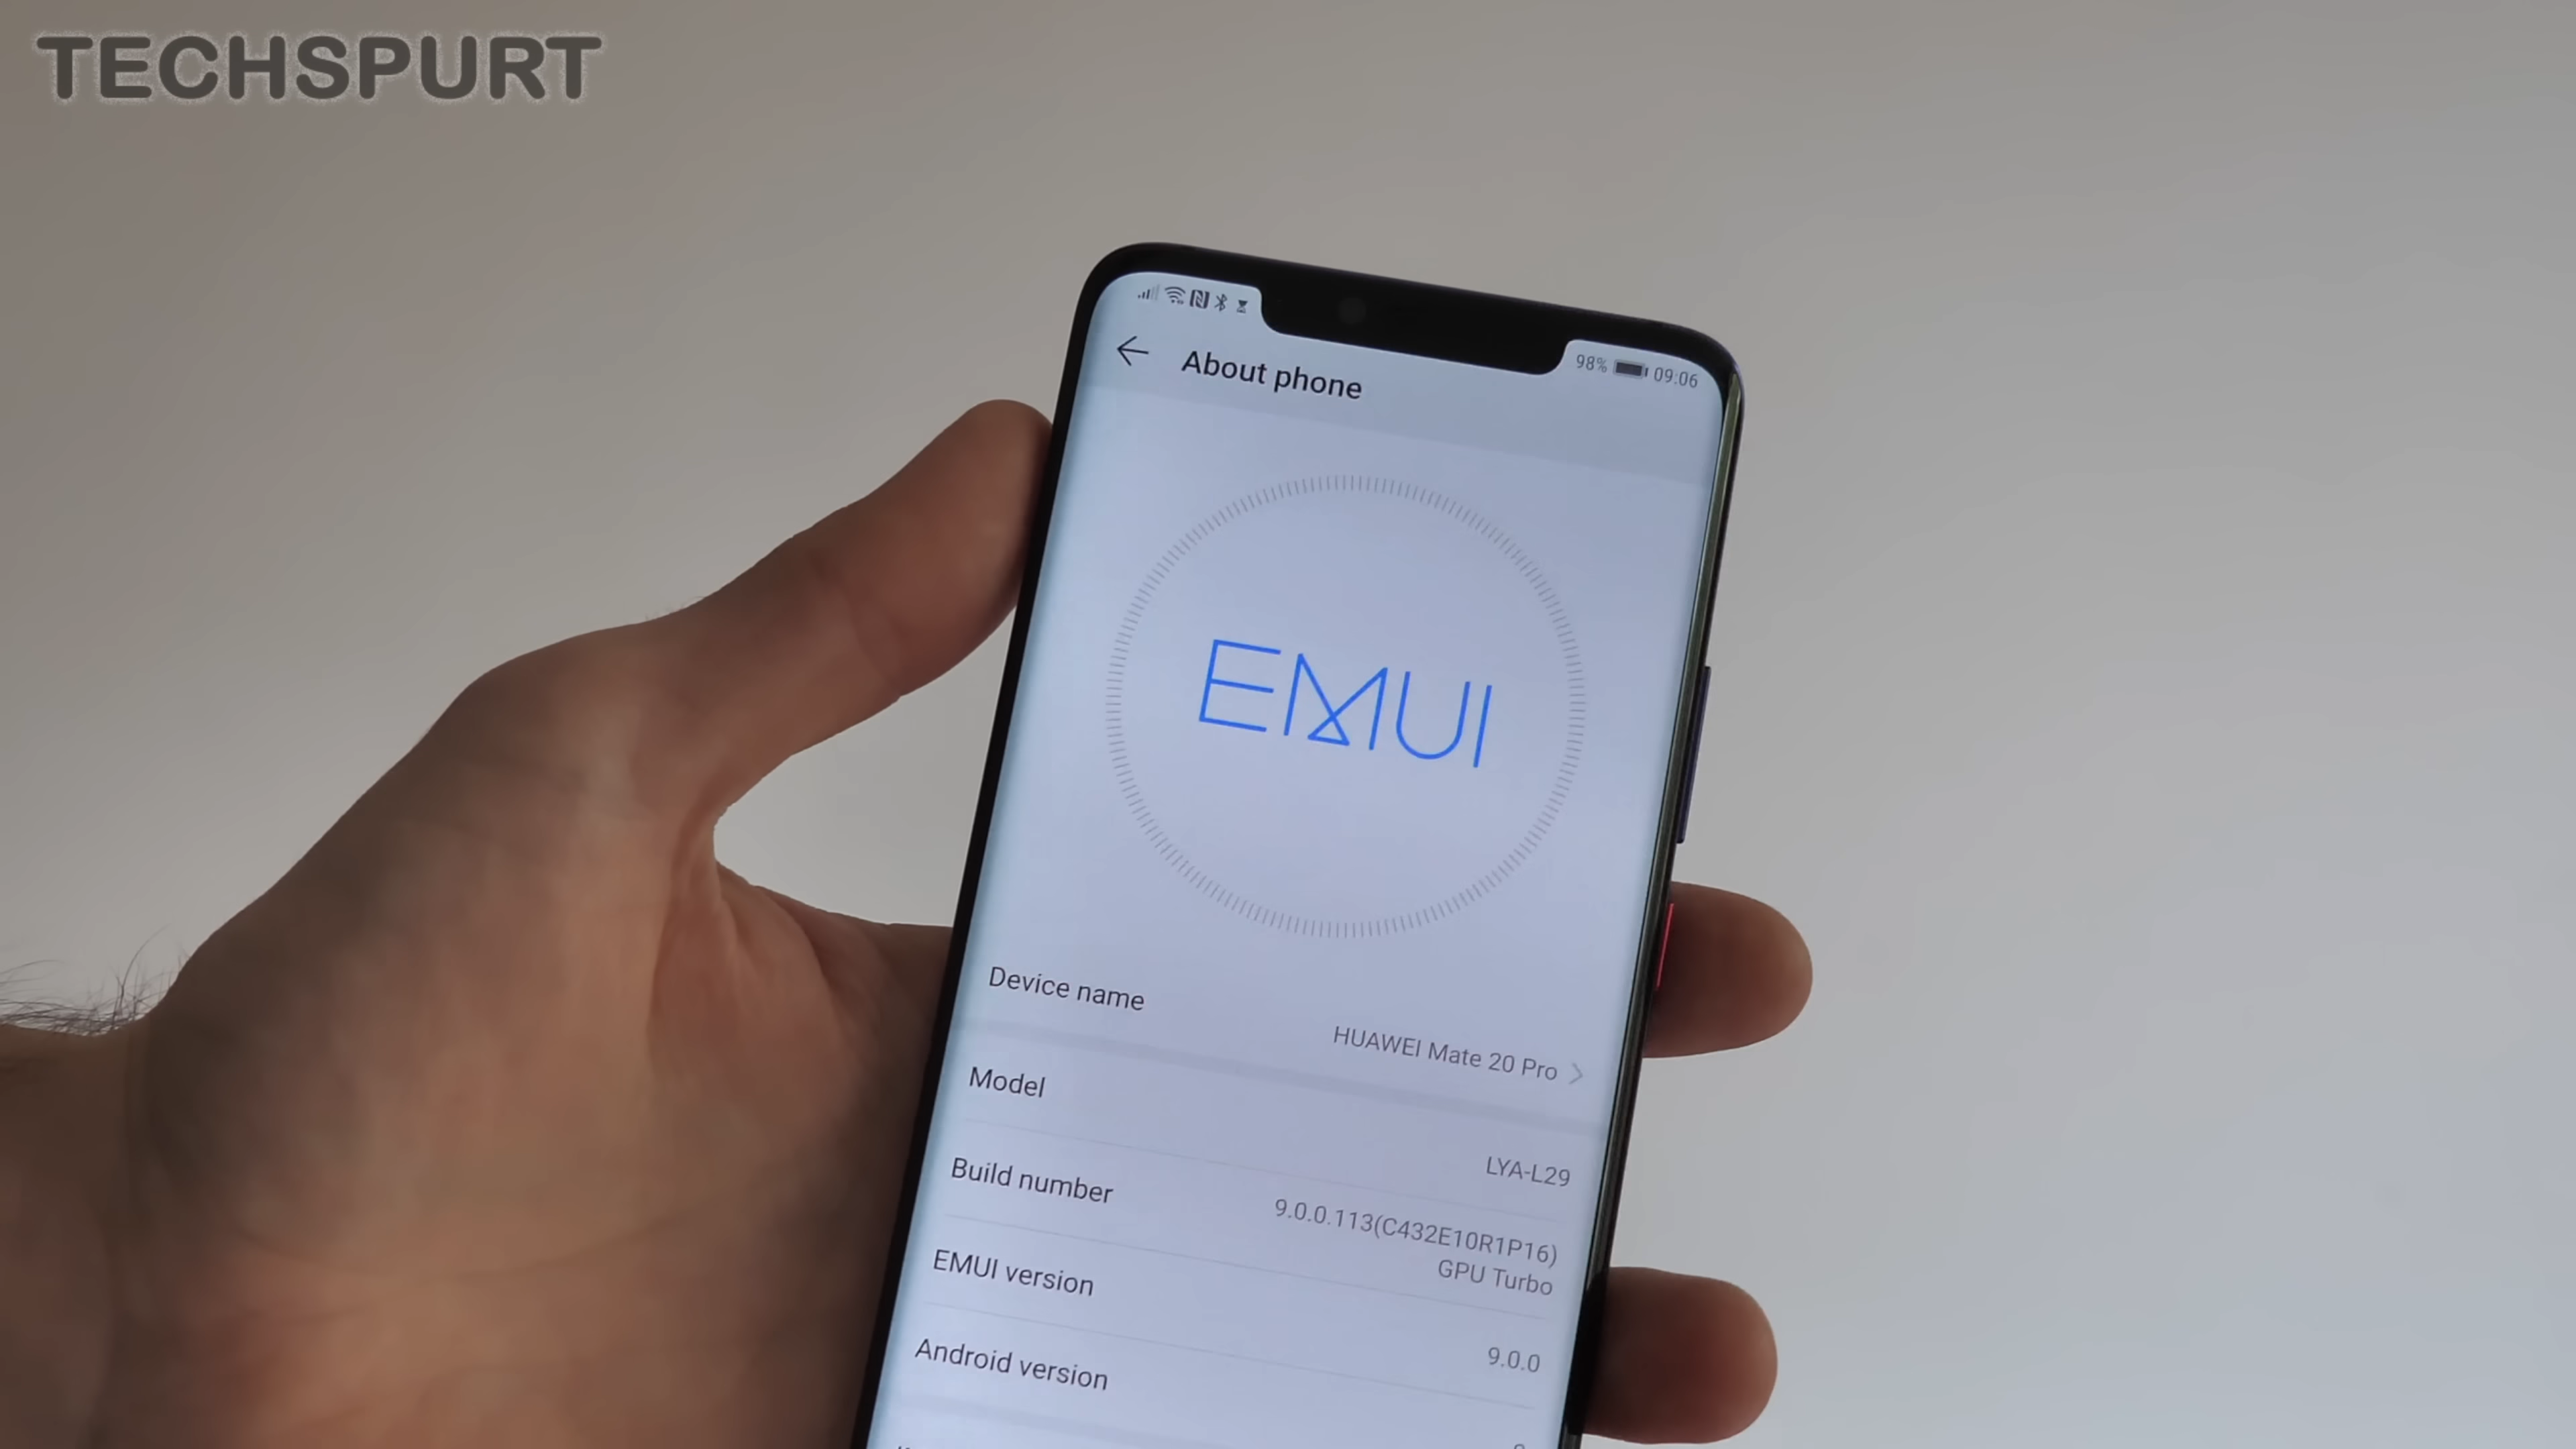 TECHSPURT
98% 09:06
About phone
EMUI
Device name
HUAWEI Mate 20 Pro
Model
LYA-L29
Build number
9.0.0.113(C432E10R1P16)
GPU Turbo
EMUI version
9.0.0
Android version